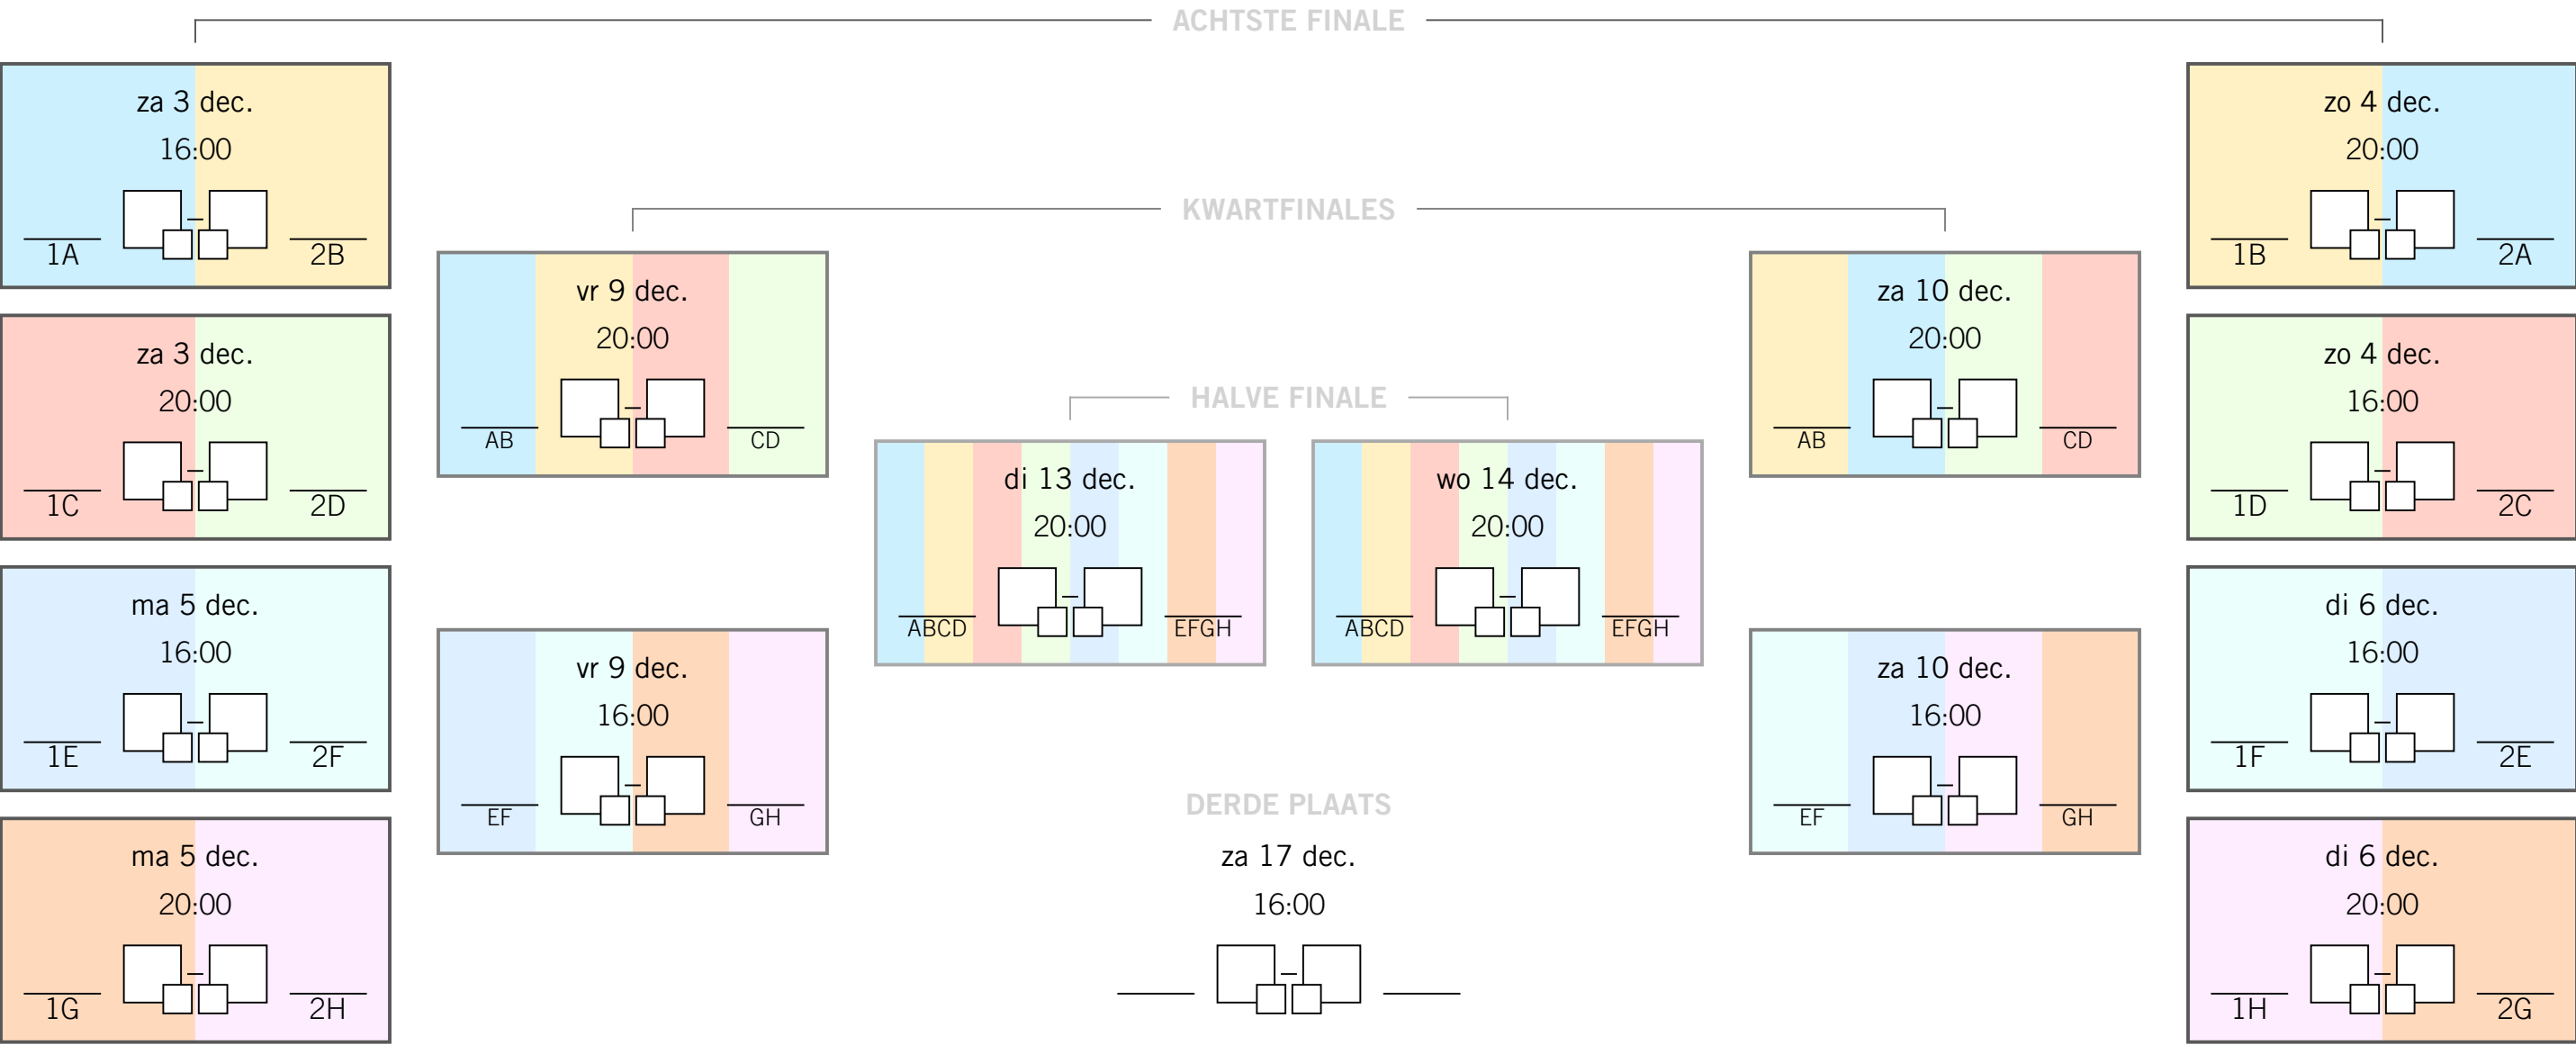 ACHTSTE FINALE
za 3 dec.
16:00
1A – 2B
za 3 dec.
20:00
1C – 2D
ma 5 dec.
16:00
1E – 2F
ma 5 dec.
20:00
1G – 2H
KWARTFINALES
vr 9 dec.
20:00
AB – CD
vr 9 dec.
16:00
EF – GH
HALVE FINALE
di 13 dec.
20:00
ABCD – EFGH
wo 14 dec.
20:00
ABCD – EFGH
DERDE PLAATS
za 17 dec.
16:00
–
za 10 dec.
20:00
AB – CD
za 10 dec.
16:00
EF – GH
zo 4 dec.
20:00
1B – 2A
zo 4 dec.
16:00
1D – 2C
di 6 dec.
16:00
1F – 2E
di 6 dec.
20:00
1H – 2G